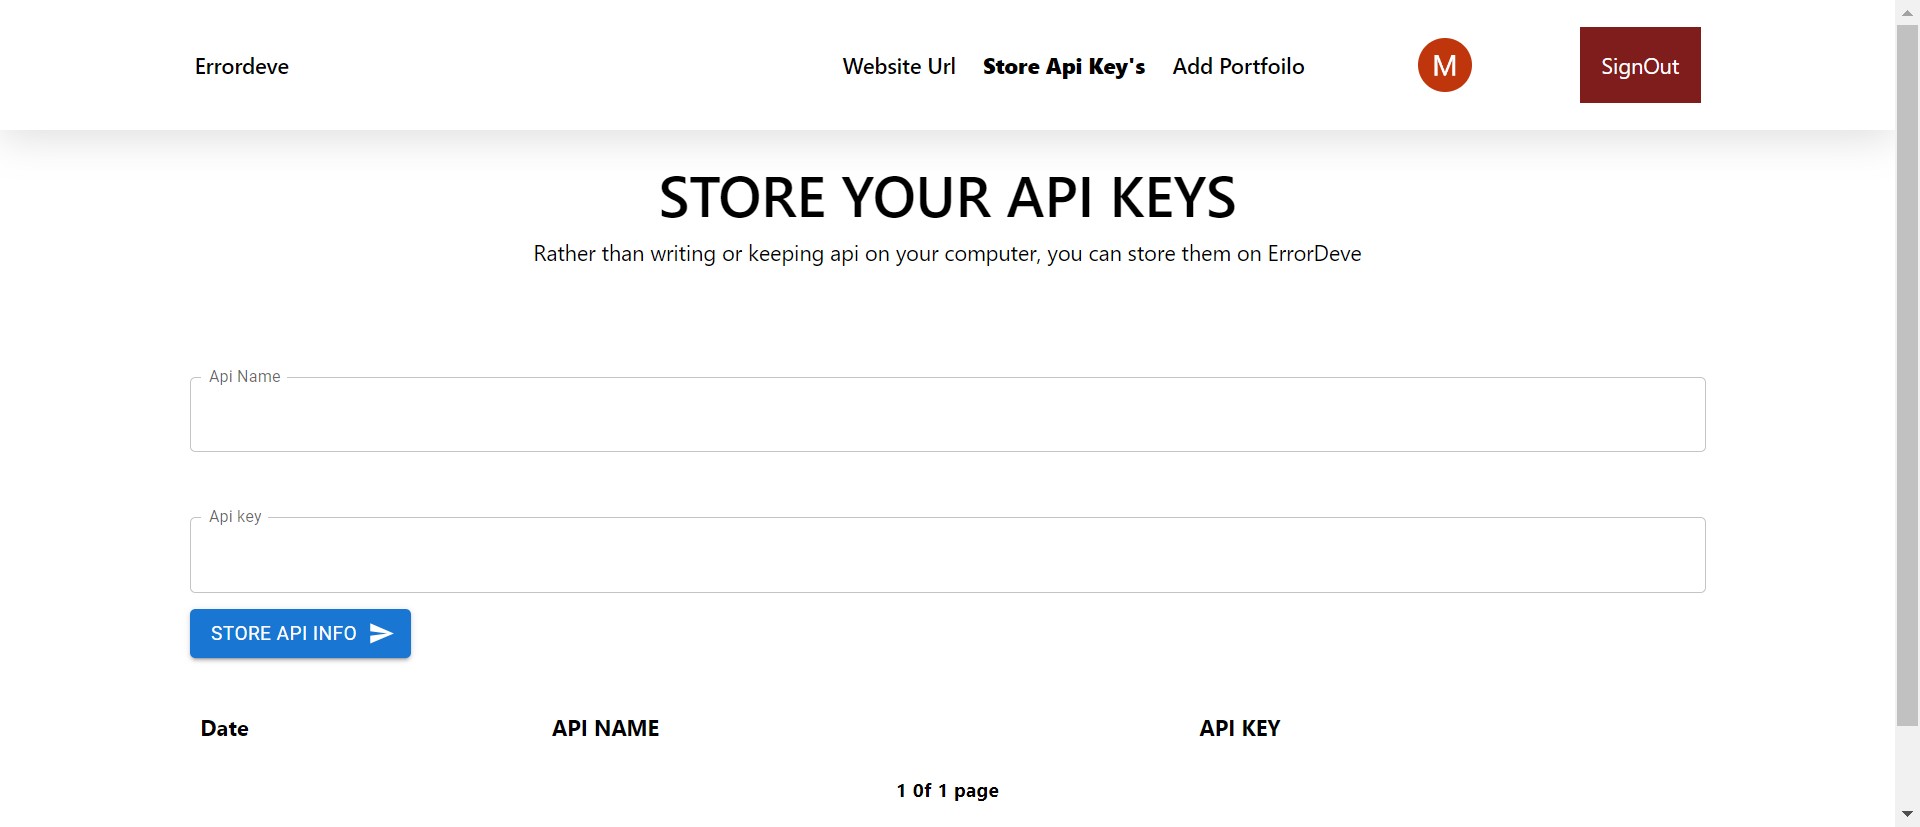 Errordeve
Website Url
Store Api Key's
Add Portfoilo
M
SignOut
STORE YOUR API KEYS
Rather than writing or keeping api on your computer, you can store them on ErrorDeve
Api Name
Api key
STORE API INFO
Date API NAME API KEY
1 Of 1 page